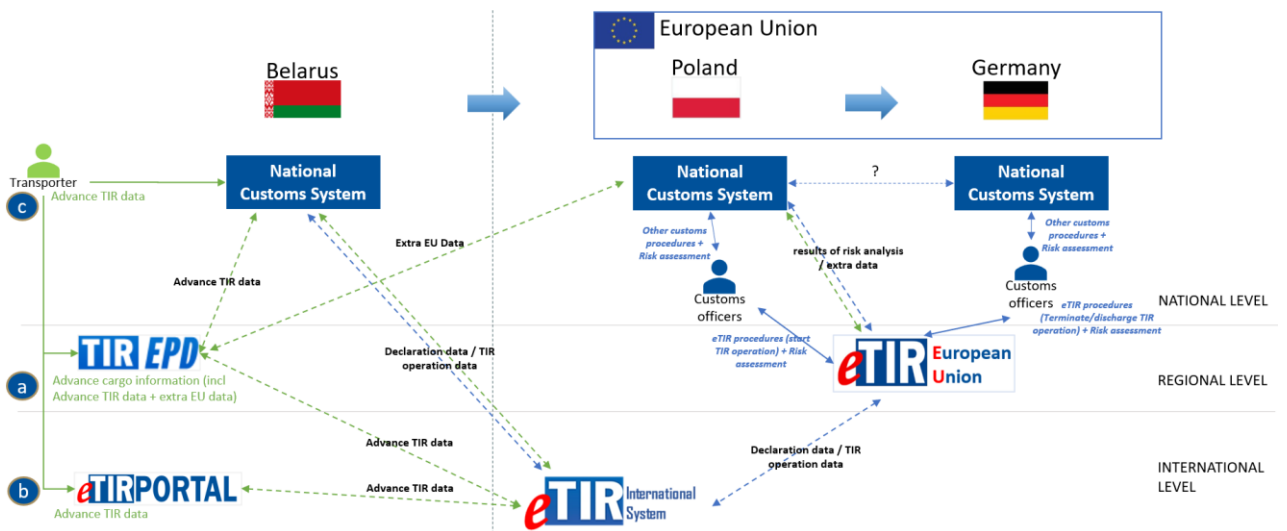 European Union
Belarus
Poland
Germany
Transporter
c
Advance TIR data
National
Customs System
National
Customs System
?
National
Customs System
Extra EU Data
Other customs
procedures +
Risk assessment
results of risk analysis
/ extra data
Other customs
procedures +
Risk assessment
Advance TIR data
Customs
officers
Customs
officers
NATIONAL LEVEL
eTIR procedures
(Terminate/discharge TIR
operation) + Risk assessment
TIR EPD
Declaration data / TIR
operation data
eTIR procedures (start
TIR operation) + Risk
assessment
eTIR European
Union
a
Advance cargo information (incl
Advance TIR data + extra EU data)
REGIONAL LEVEL
Advance TIR data
Declaration data / TIR
operation data
INTERNATIONAL
LEVEL
b
eTIRPORTAL
Advance TIR data
Advance TIR data
eTIR International
System